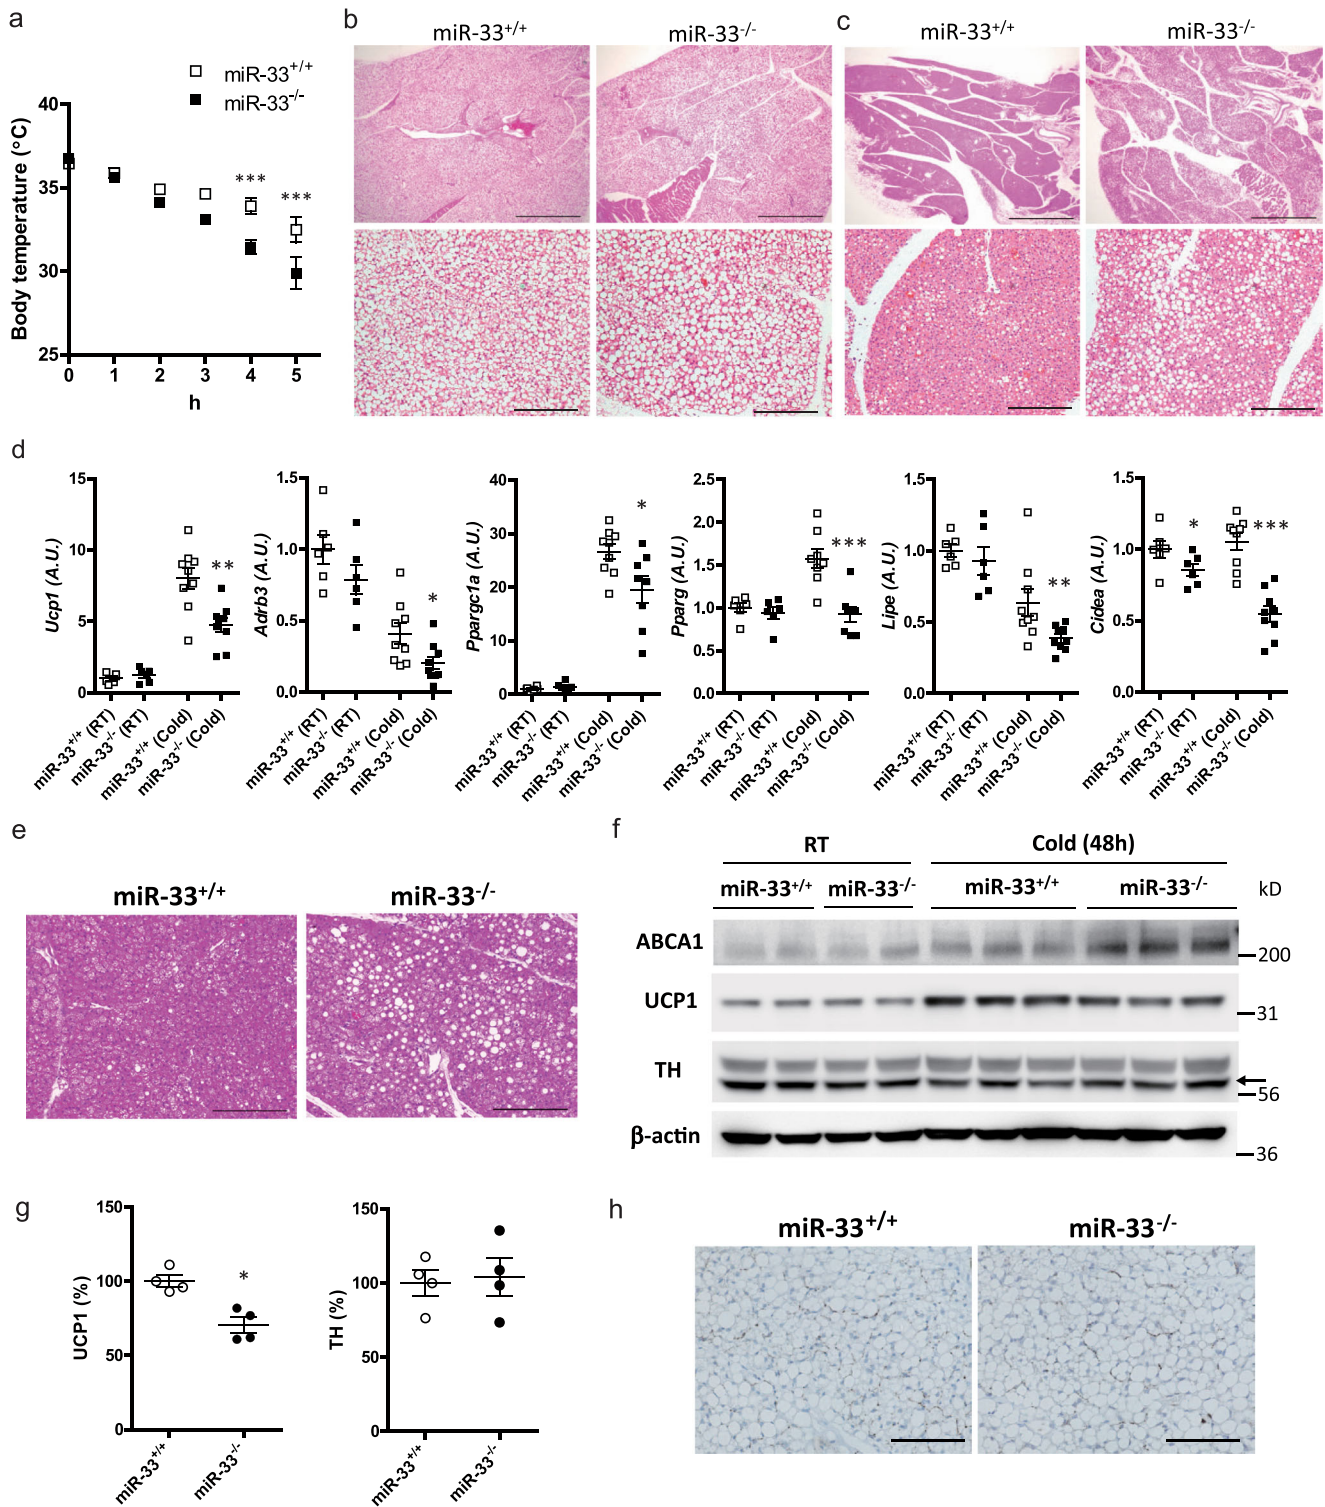 a
miR-33+/+
miR-33-/-
Body temperature (°C)
40
35
30
25
*** ***
0 1 2 3 4 5
h
b
miR-33+/+ miR-33-/-
c
miR-33+/+ miR-33-/-
d
Ucp1 (A.U.)
15
10
5
0
**
miR-33+/+ (RT)
miR-33-/- (RT)
miR-33+/+ (Cold)
miR-33-/- (Cold)
Adrb3 (A.U.)
1.5
1.0
0.5
0.0
*
miR-33+/+ (RT)
miR-33-/- (RT)
miR-33+/+ (Cold)
miR-33-/- (Cold)
Ppargc1a (A.U.)
40
30
20
10
0
*
miR-33+/+ (RT)
miR-33-/- (RT)
miR-33+/+ (Cold)
miR-33-/- (Cold)
Pparg (A.U.)
2.5
2.0
1.5
1.0
0.5
0.0
***
miR-33+/+ (RT)
miR-33-/- (RT)
miR-33+/+ (Cold)
miR-33-/- (Cold)
Lipe (A.U.)
1.5
1.0
0.5
0.0
**
miR-33+/+ (RT)
miR-33-/- (RT)
miR-33+/+ (Cold)
miR-33-/- (Cold)
Cidea (A.U.)
1.5
1.0
0.5
0.0
* ***
miR-33+/+ (RT)
miR-33-/- (RT)
miR-33+/+ (Cold)
miR-33-/- (Cold)
e
miR-33+/+ miR-33-/-
f
RT Cold (48h)
miR-33+/+ miR-33-/- miR-33+/+ miR-33-/- kD
ABCA1 200
UCP1 31
TH 56
β-actin 36
g
UCP1 (%)
150
100
50
0
*
miR-33+/+
miR-33-/-
TH (%)
150
100
50
0
miR-33+/+
miR-33-/-
h
miR-33+/+ miR-33-/-